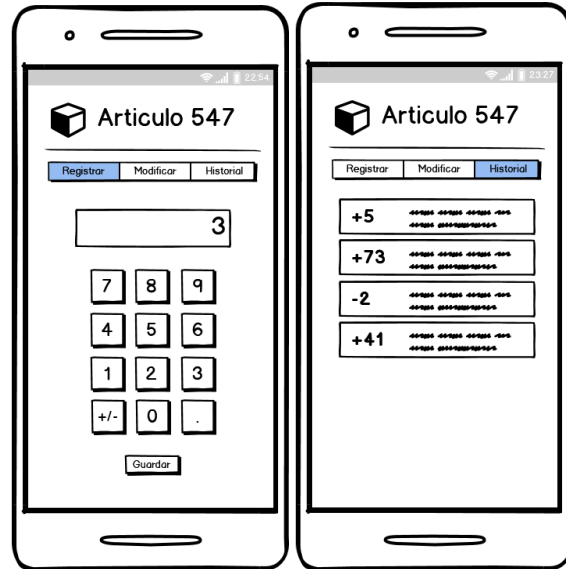 22:54
Articulo 547
Registrar Modificar Historial
3
7 8 9
4 5 6
1 2 3
+/- 0 .
Guardar
23:27
Articulo 547
Registrar Modificar Historial
+5
+73
-2
+41